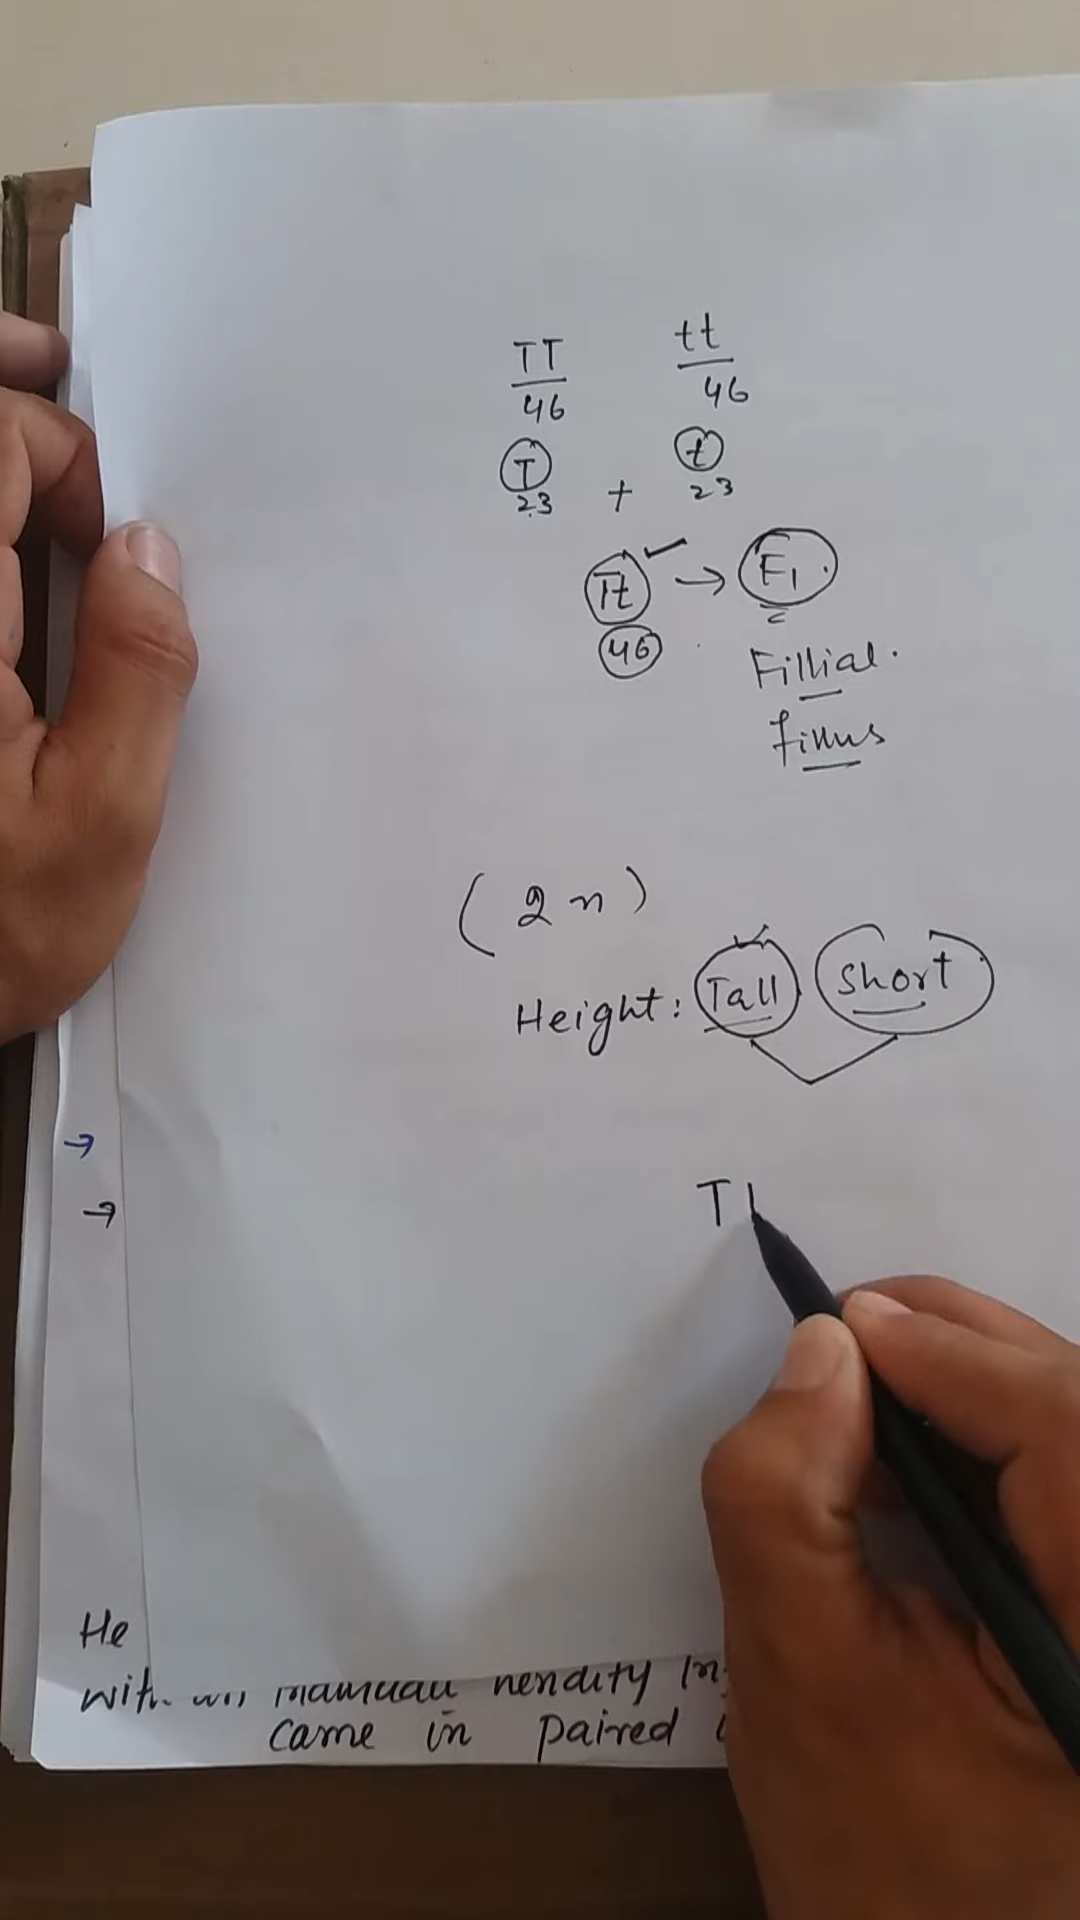 TT tt
46 46
T + t
23 23
Tt → F1.
46
Fillial.
filius
(2n)
Height: Tall Short
T
→
→
He
came in paired